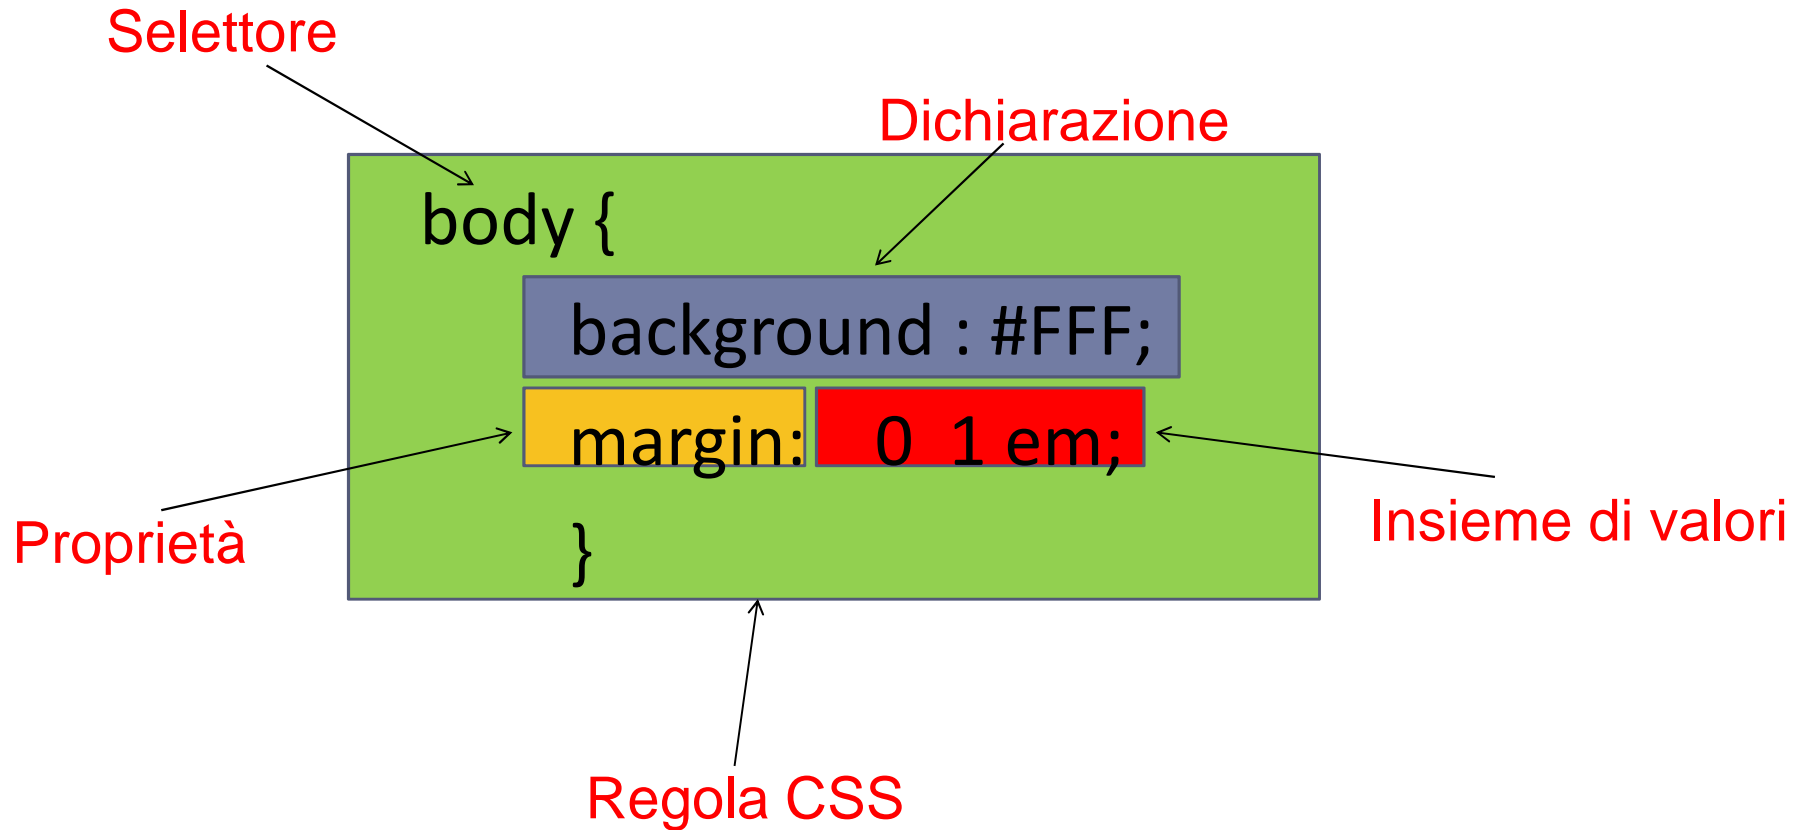 Selettore
Dichiarazione
body {
background : #FFF;
margin: 0 1 em;
}
Proprietà
Insieme di valori
Regola CSS